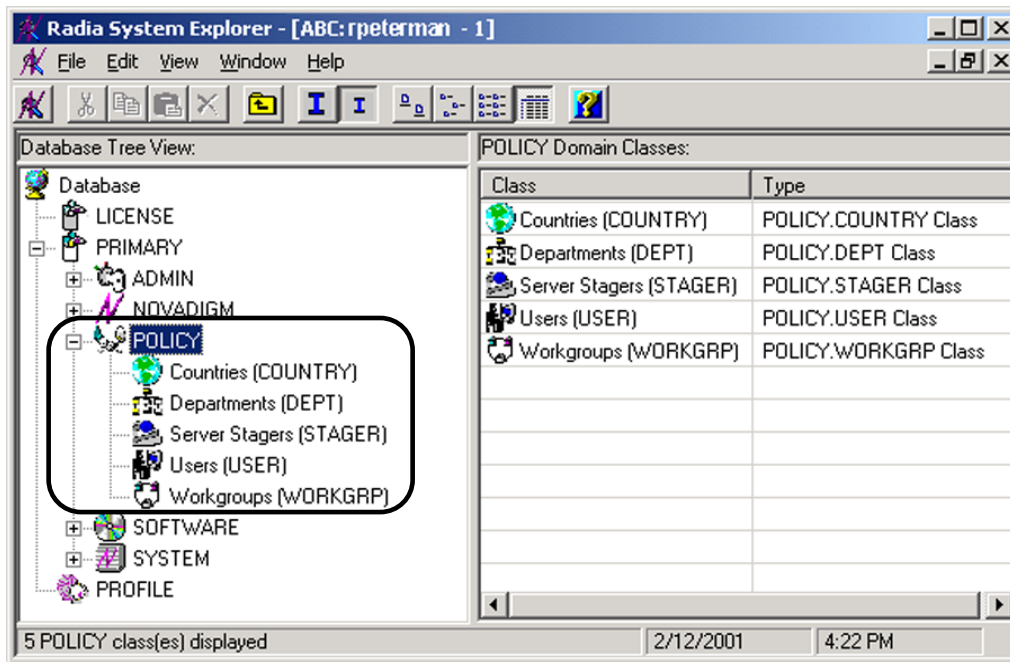 Radia System Explorer - [ABC: rpeterman - 1]
File Edit View Window Help
Database Tree View:
POLICY Domain Classes:
Database
LICENSE
PRIMARY
ADMIN
NOVADIGM
POLICY
Countries (COUNTRY)
Departments (DEPT)
Server Stagers (STAGER)
Users (USER)
Workgroups (WORKGRP)
SOFTWARE
SYSTEM
PROFILE
Class Type
Countries (COUNTRY) POLICY.COUNTRY Class
Departments (DEPT) POLICY.DEPT Class
Server Stagers (STAGER) POLICY.STAGER Class
Users (USER) POLICY.USER Class
Workgroups (WORKGRP) POLICY.WORKGRP Class
5 POLICY class(es) displayed 2/12/2001 4:22 PM